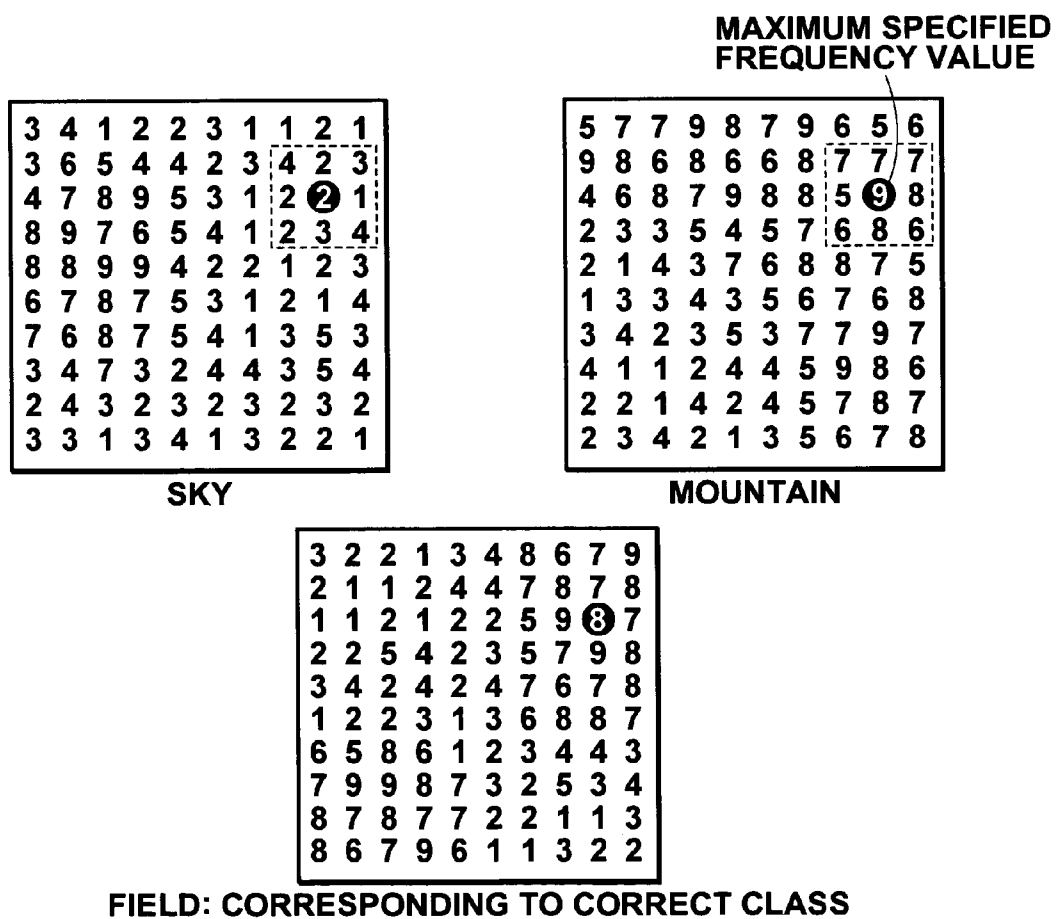 MAXIMUM SPECIFIED
FREQUENCY VALUE
3 4 1 2 2 3 1 1 2 1
3 6 5 4 4 2 3 4 2 3
4 7 8 9 5 3 1 2 2 1
8 9 7 6 5 4 1 2 3 4
8 8 9 9 4 2 2 1 2 3
6 7 8 7 5 3 1 2 1 4
7 6 8 7 5 4 1 3 5 3
3 4 7 3 2 4 4 3 5 4
2 4 3 2 3 2 3 2 3 2
3 3 1 3 4 1 3 2 2 1
SKY
5 7 7 9 8 7 9 6 5 6
9 8 6 8 6 6 8 7 7 7
4 6 8 7 9 8 8 5 9 8
2 3 3 5 4 5 7 6 8 6
2 1 4 3 7 6 8 8 7 5
1 3 3 4 3 5 6 7 6 8
3 4 2 3 5 3 7 7 9 7
4 1 1 2 4 4 5 9 8 6
2 2 1 4 2 4 5 7 8 7
2 3 4 2 1 3 5 6 7 8
MOUNTAIN
3 2 2 1 3 4 8 6 7 9
2 1 1 2 4 4 7 8 7 8
1 1 2 1 2 2 5 9 8 7
2 2 5 4 2 3 5 7 9 8
3 4 2 4 2 4 7 6 7 8
1 2 2 3 1 3 6 8 8 7
6 5 8 6 1 2 3 4 4 3
7 9 9 8 7 3 2 5 3 4
8 7 8 7 7 2 2 1 1 3
8 6 7 9 6 1 1 3 2 2
FIELD: CORRESPONDING TO CORRECT CLASS